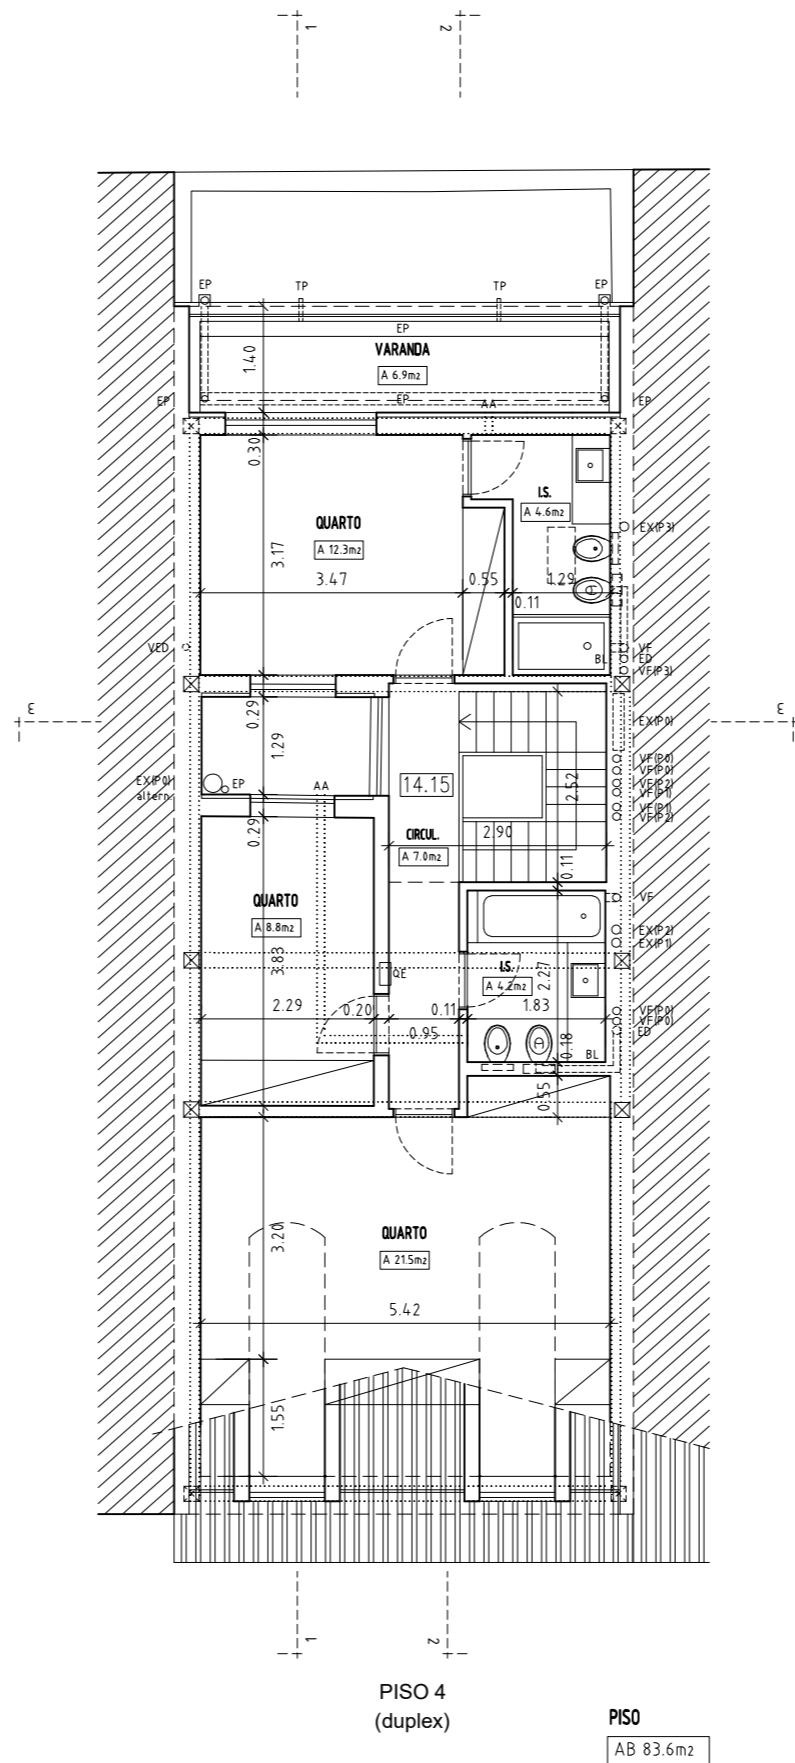 1
2
EP
TP
TP
EP
EP
VARANDA
A 6.9m2
1.40
EP
EP
AA
EP
0.30
I.S.
A 4.6m2
QUARTO
A 12.3m2
EX(P3)
3.17
3.47
0.55
1.29
0.11
VED
BL
VF
ED
VF(P3)
3
3
0.29
EX(P0)
1.29
VF(P0)
VF(P0)
EX(P0)
altern.
EP
AA
14.15
2.52
VF(P2)
VF(P1)
VF(P1)
VF(P2)
0.29
CIRCUL.
A 7.0m2
2.90
0.11
QUARTO
A 8.8m2
VF
EX(P2)
EX(P1)
3.83
QE
I.S.
A 4.2m2
2.27
2.29
0.20
0.11
1.83
0.95
VF(P0)
VF(P0)
ED
0.18
BL
0.55
3.20
QUARTO
A 21.5m2
5.42
1.55
1
2
PISO 4
(duplex)
PISO
AB 83.6m2